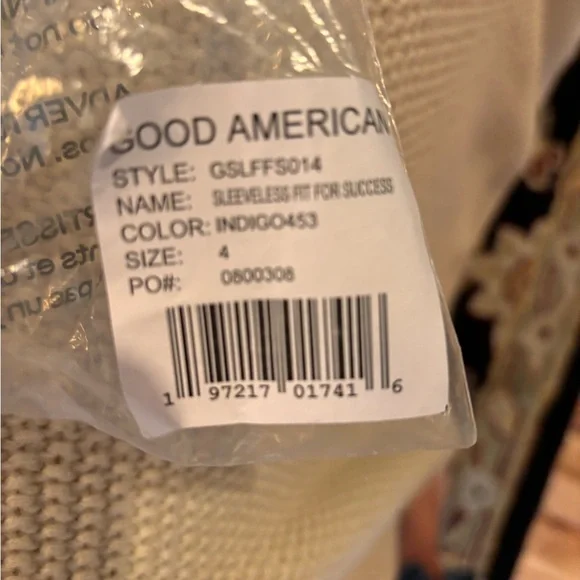 GOOD AMERICAN
STYLE: GSLFFS014
NAME: SLEEVELESS FIT FOR SUCCESS
COLOR: INDIGO453
SIZE: 4
PO#: 0800308
1 97217 01741 6